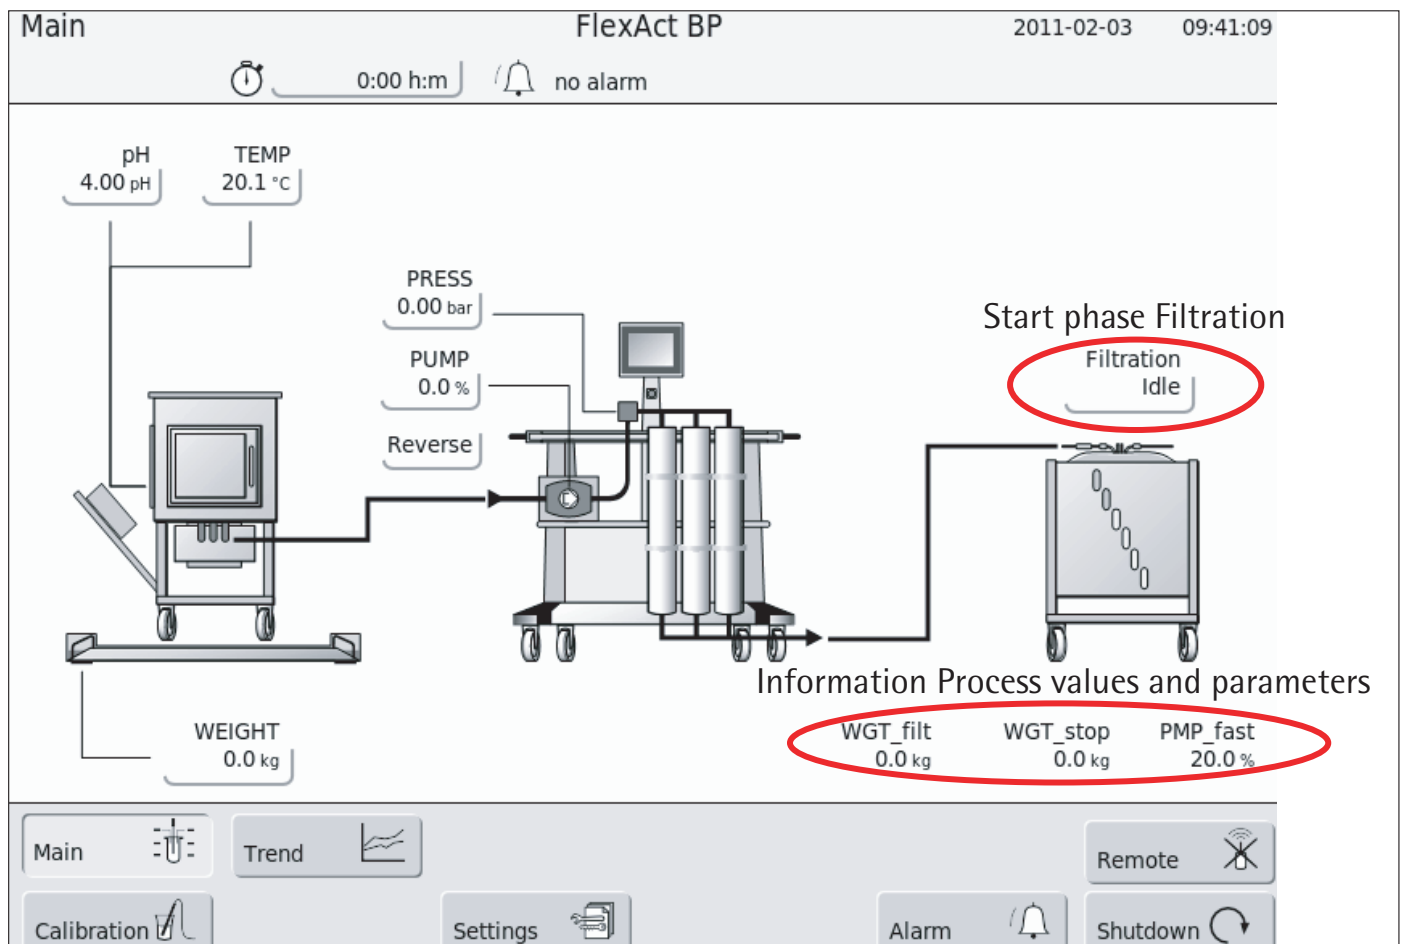 Main FlexAct BP 2011-02-03 09:41:09
0:00 h:m no alarm
pH TEMP
4.00 pH 20.1 °C
PRESS
0.00 bar
Start phase Filtration
PUMP
0.0 %
Filtration
Idle
Reverse
Information Process values and parameters
WEIGHT
0.0 kg
WGT_filt WGT_stop PMP_fast
0.0 kg 0.0 kg 20.0 %
Main Trend Remote
Calibration Settings Alarm Shutdown